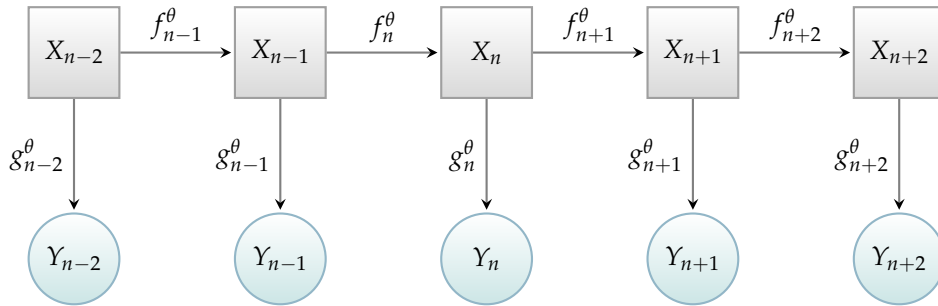 f^θ_{n−1} f^θ_n f^θ_{n+1} f^θ_{n+2}
X_{n−2} X_{n−1} X_n X_{n+1} X_{n+2}
g^θ_{n−2} g^θ_{n−1} g^θ_n g^θ_{n+1} g^θ_{n+2}
Y_{n−2} Y_{n−1} Y_n Y_{n+1} Y_{n+2}